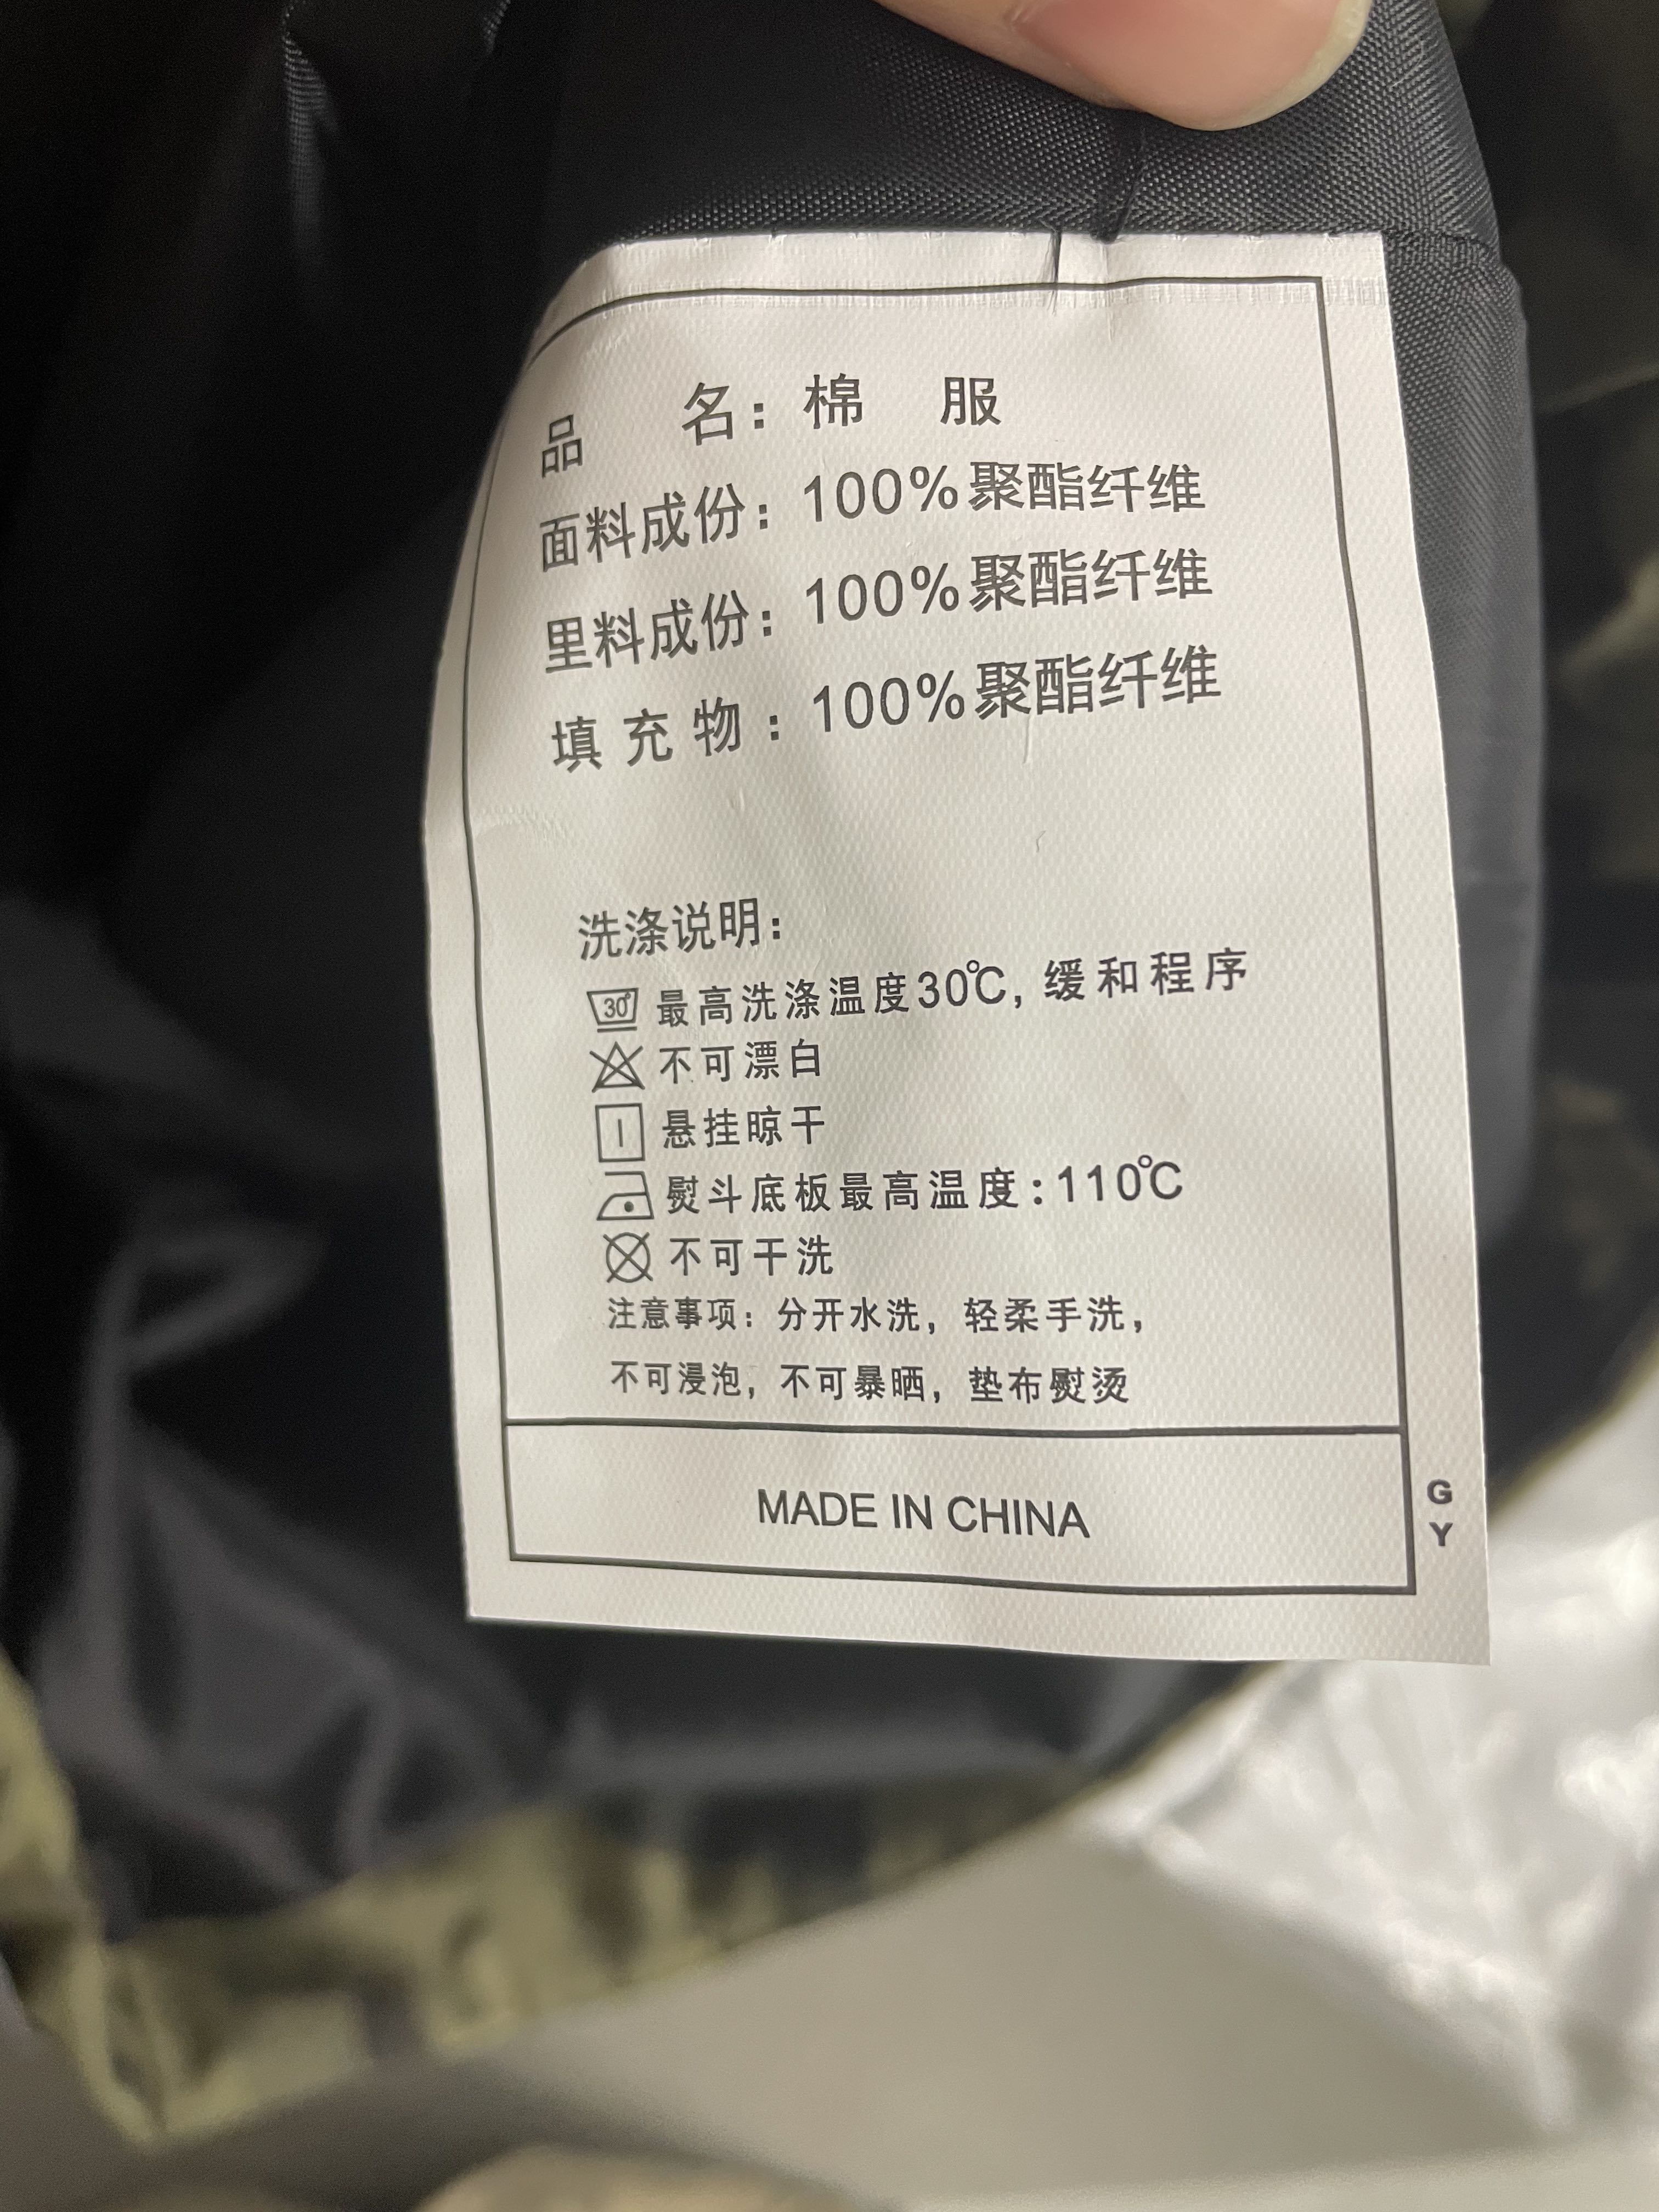 品 名：棉 服
面料成份：100%聚酯纤维
里料成份：100%聚酯纤维
填充物：100%聚酯纤维
洗涤说明：
30° 最高洗涤温度30℃，缓和程序
不可漂白
悬挂晾干
熨斗底板最高温度：110℃
不可干洗
注意事项：分开水洗，轻柔手洗，
不可浸泡，不可暴晒，垫布熨烫
MADE IN CHINA
G
Y